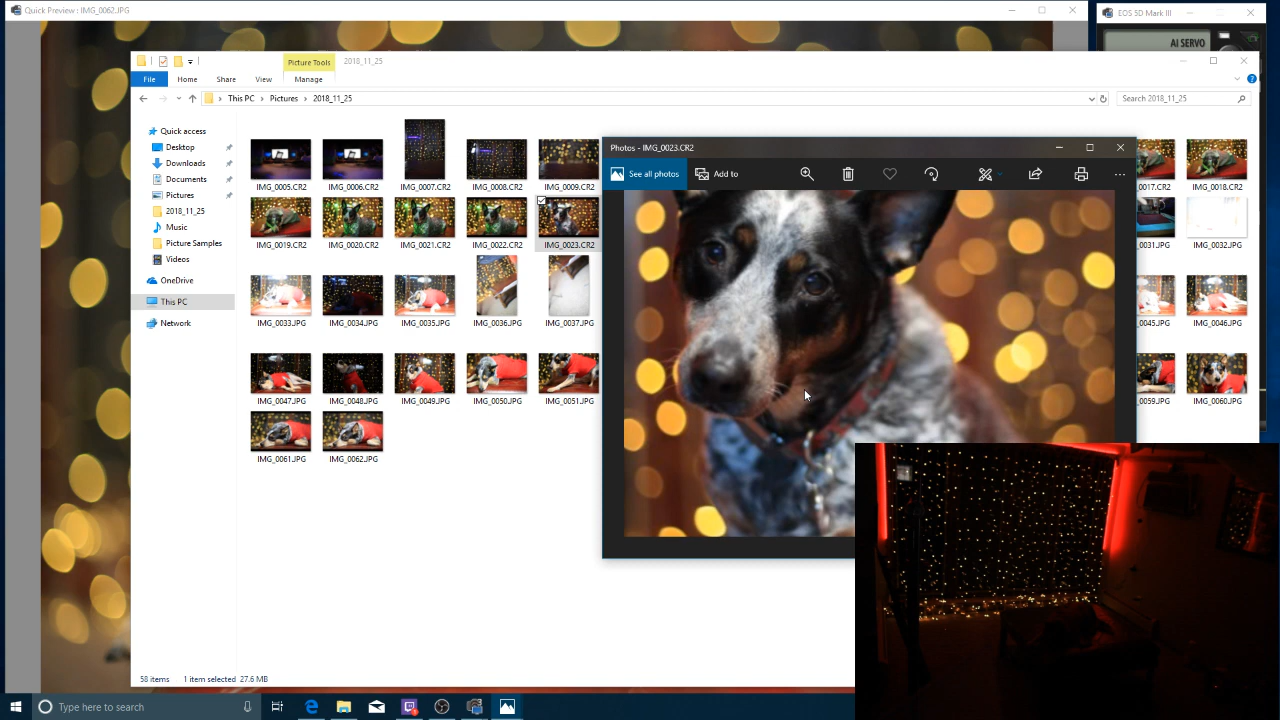 Quick Preview : IMG_0062.JPG
EOS 5D Mark III
AI SERVO
Picture Tools
2018_11_25
File
Home
Share
View
Manage
This PC
Pictures
2018_11_25
Search 2018_11_25
Quick access
Desktop
Downloads
Documents
Pictures
2018_11_25
Music
Picture Samples
Videos
OneDrive
This PC
Network
IMG_0005.CR2
IMG_0006.CR2
IMG_0007.CR2
IMG_0008.CR2
IMG_0009.CR2
_0017.CR2
IMG_0018.CR2
IMG_0019.CR2
IMG_0020.CR2
IMG_0021.CR2
IMG_0022.CR2
IMG_0023.CR2
_0031.JPG
IMG_0032.JPG
IMG_0033.JPG
IMG_0034.JPG
IMG_0035.JPG
IMG_0036.JPG
IMG_0037.JPG
_0045.JPG
IMG_0046.JPG
IMG_0047.JPG
IMG_0048.JPG
IMG_0049.JPG
IMG_0050.JPG
IMG_0051.JPG
_0059.JPG
IMG_0060.JPG
IMG_0061.JPG
IMG_0062.JPG
Photos - IMG_0023.CR2
See all photos
Add to
58 items
1 item selected 27.6 MB
Type here to search